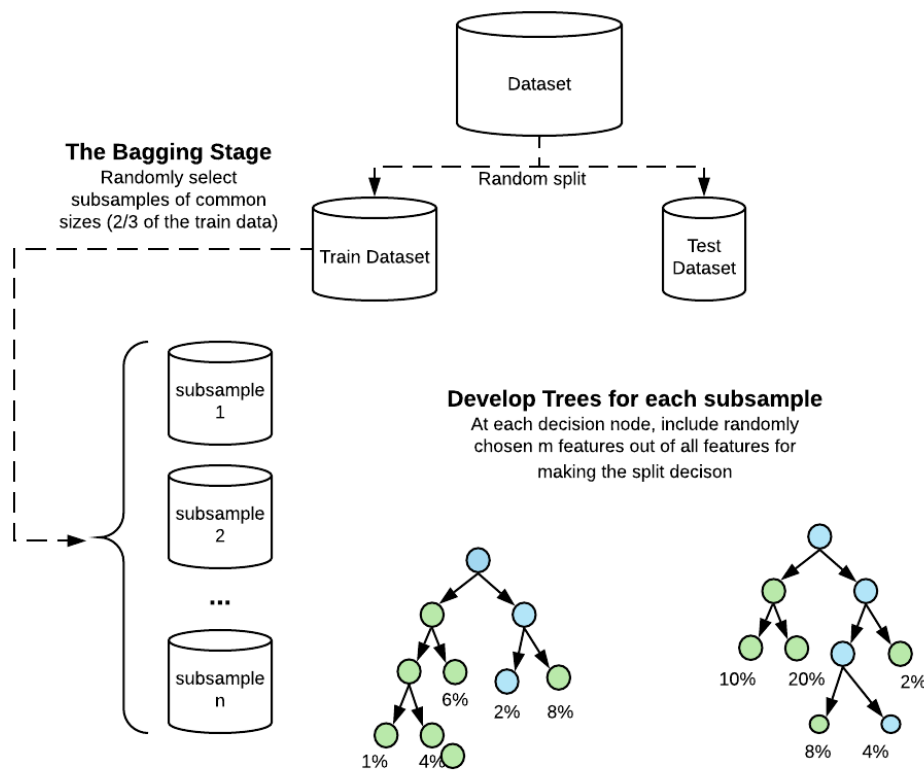 Dataset
The Bagging Stage
Randomly select
subsamples of common
sizes (2/3 of the train data)
Random split
Train Dataset
Test
Dataset
subsample
1
subsample
2
...
subsample
n
Develop Trees for each subsample
At each decision node, include randomly
chosen m features out of all features for
making the split decison
6%
2%
8%
1%
4%
10%
20%
2%
8%
4%